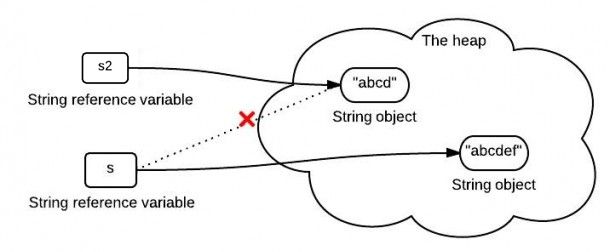 The heap
s2
"abcd"
String reference variable
String object
s
"abcdef"
String object
String reference variable